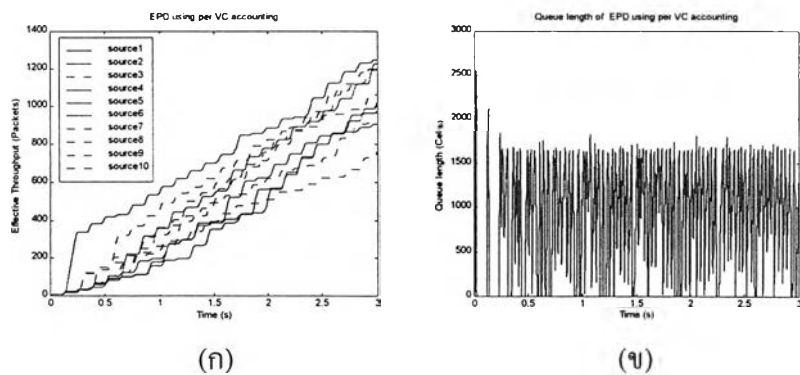 EPD using per VC accounting
1400
1200
1000
800
600
400
200
0
source1
source2
source3
source4
source5
source6
source7
source8
source9
source10
Effective Throughput (Packets)
0
0.5
1
1.5
2
2.5
3
Time (s)
(ก)
Queue length of EPD using per VC accounting
3000
2500
2000
1500
1000
500
0
Queue length (Cells)
0
0.5
1
1.5
2
2.5
3
Time (s)
(ข)